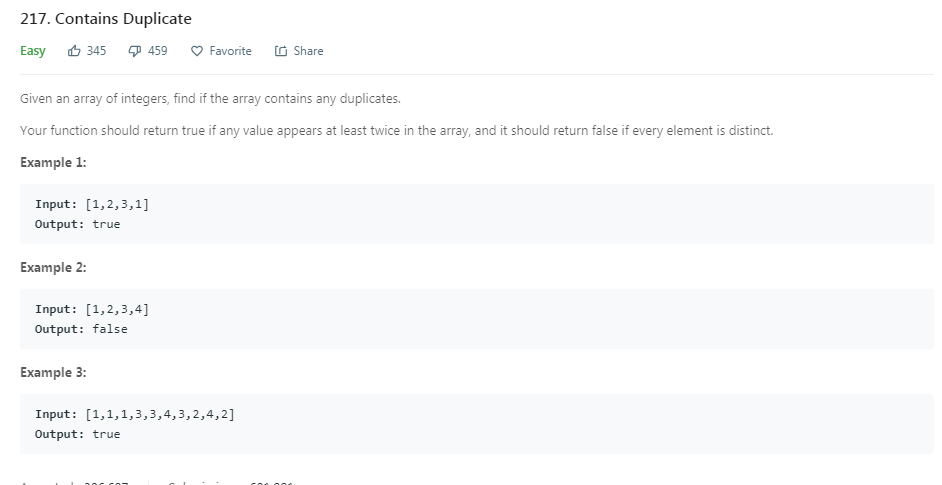 217. Contains Duplicate
Easy 345 459 Favorite Share
Given an array of integers, find if the array contains any duplicates.
Your function should return true if any value appears at least twice in the array, and it should return false if every element is distinct.
Example 1:
Input: [1,2,3,1]
Output: true
Example 2:
Input: [1,2,3,4]
Output: false
Example 3:
Input: [1,1,1,3,3,4,3,2,4,2]
Output: true